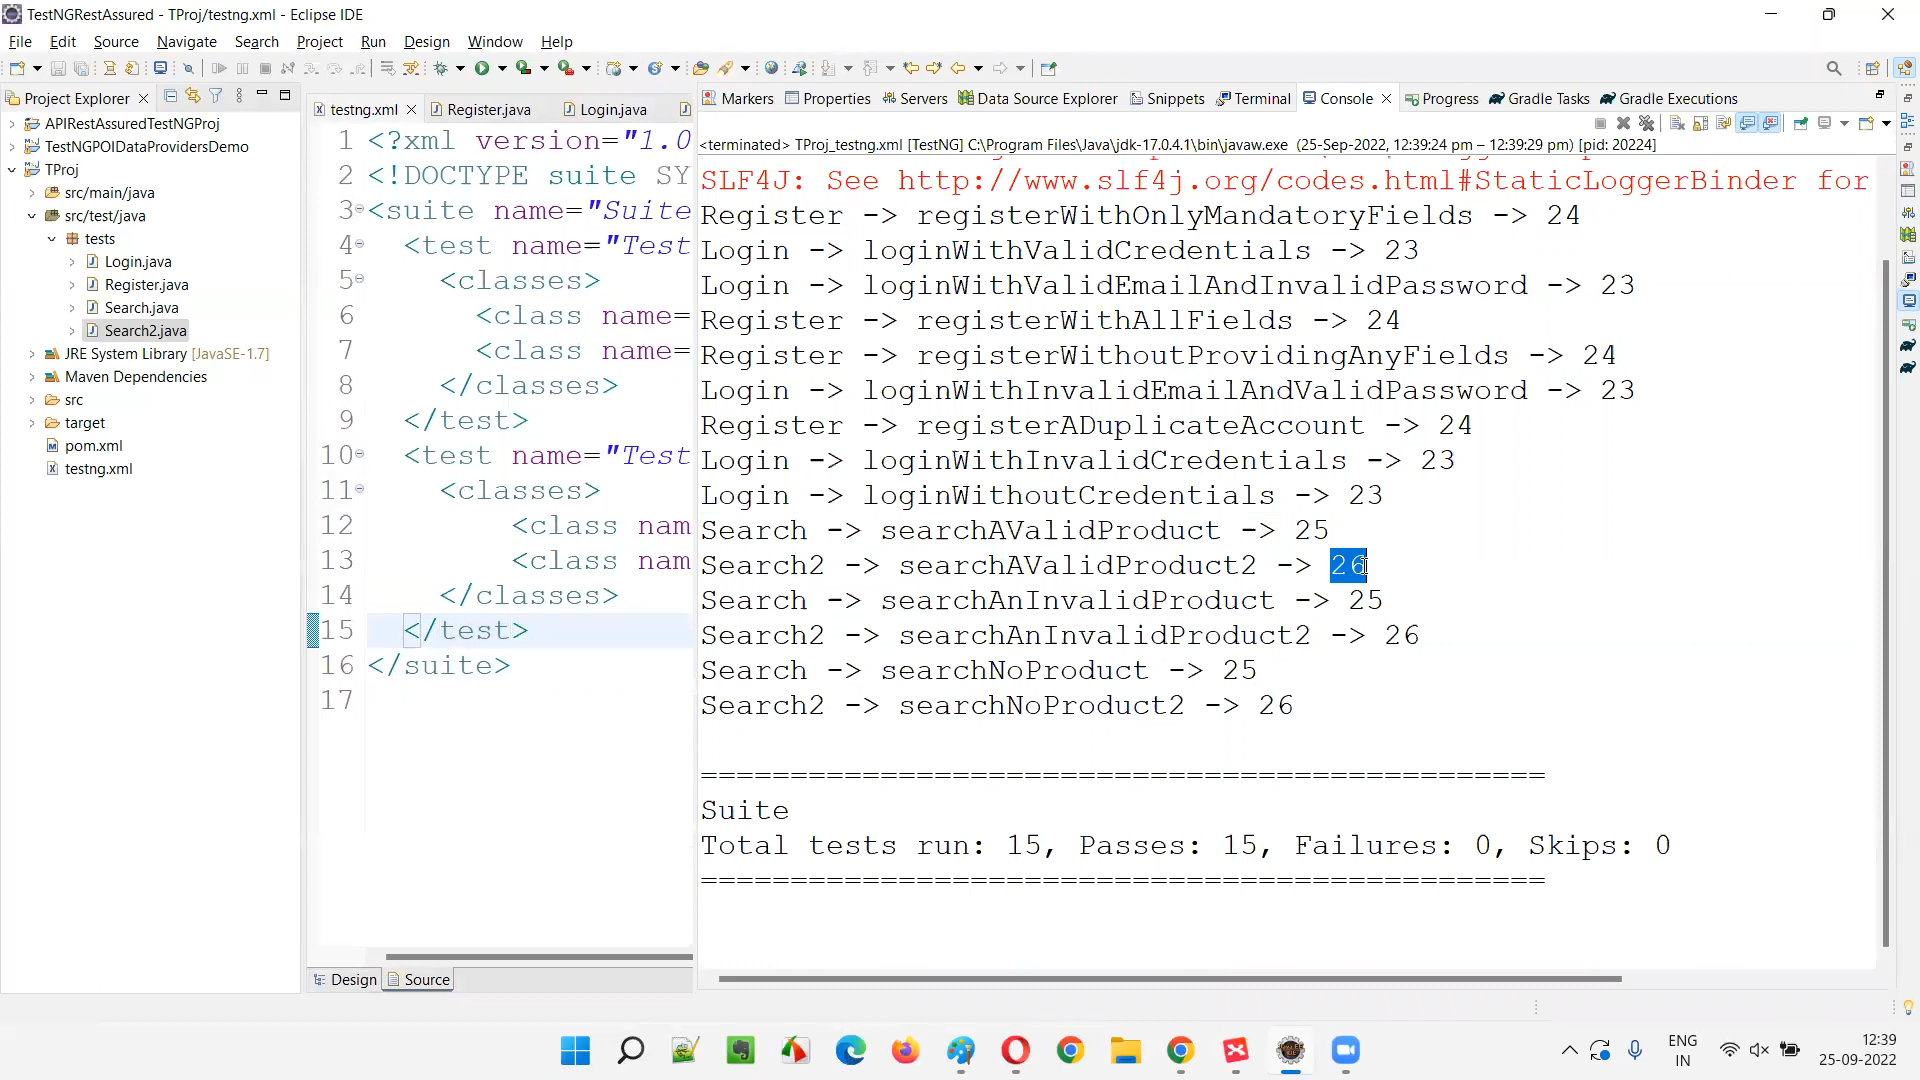 TestNGRestAssured - TProj/testng.xml - Eclipse IDE
File Edit Source Navigate Search Project Run Design Window Help
Project Explorer
APIRestAssuredTestNGProj
TestNGPOIDataProvidersDemo
TProj
src/main/java
src/test/java
tests
Login.java
Register.java
Search.java
Search2.java
JRE System Library [JavaSE-1.7]
Maven Dependencies
src
target
pom.xml
testng.xml
testng.xml Register.java Login.java
1 <?xml version="1.0
2 <!DOCTYPE suite SY
3 <suite name="Suite
4 <test name="Test
5 <classes>
6 <class name=
7 <class name=
8 </classes>
9 </test>
10 <test name="Test
11 <classes>
12 <class nam
13 <class nam
14 </classes>
15 </test>
16 </suite>
17
Design Source
Markers Properties Servers Data Source Explorer Snippets Terminal Console Progress Gradle Tasks Gradle Executions
<terminated> TProj_testng.xml [TestNG] C:\Program Files\Java\jdk-17.0.4.1\bin\javaw.exe (25-Sep-2022, 12:39:24 pm – 12:39:29 pm) [pid: 20224]
SLF4J: See http://www.slf4j.org/codes.html#StaticLoggerBinder for
Register -> registerWithOnlyMandatoryFields -> 24
Login -> loginWithValidCredentials -> 23
Login -> loginWithValidEmailAndInvalidPassword -> 23
Register -> registerWithAllFields -> 24
Register -> registerWithoutProvidingAnyFields -> 24
Login -> loginWithInvalidEmailAndValidPassword -> 23
Register -> registerADuplicateAccount -> 24
Login -> loginWithInvalidCredentials -> 23
Login -> loginWithoutCredentials -> 23
Search -> searchAValidProduct -> 25
Search2 -> searchAValidProduct2 -> 26
Search -> searchAnInvalidProduct -> 25
Search2 -> searchAnInvalidProduct2 -> 26
Search -> searchNoProduct -> 25
Search2 -> searchNoProduct2 -> 26
===============================================
Suite
Total tests run: 15, Passes: 15, Failures: 0, Skips: 0
===============================================
ENG
IN
12:39
25-09-2022